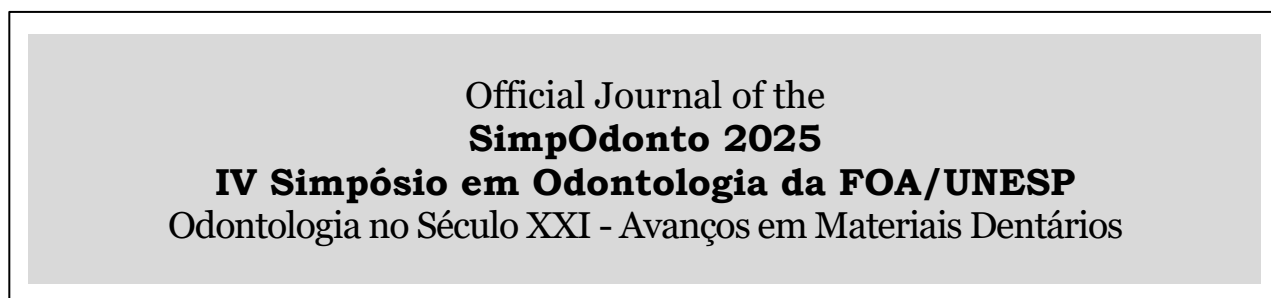 Official Journal of the
SimpOdonto 2025
IV Simpósio em Odontologia da FOA/UNESP
Odontologia no Século XXI - Avanços em Materiais Dentários